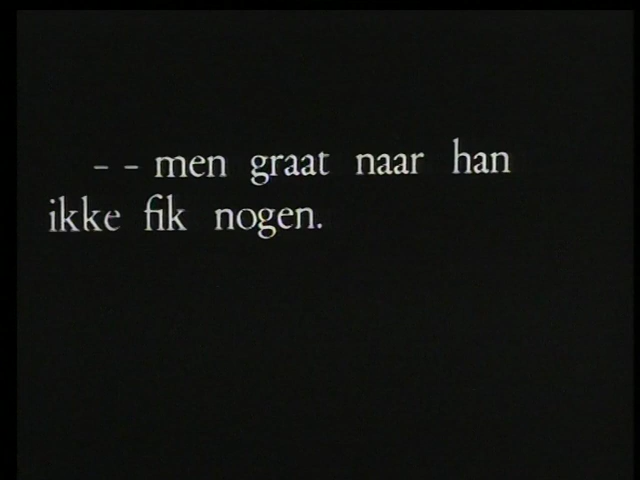 -- men graat naar han
ikke fik nogen.